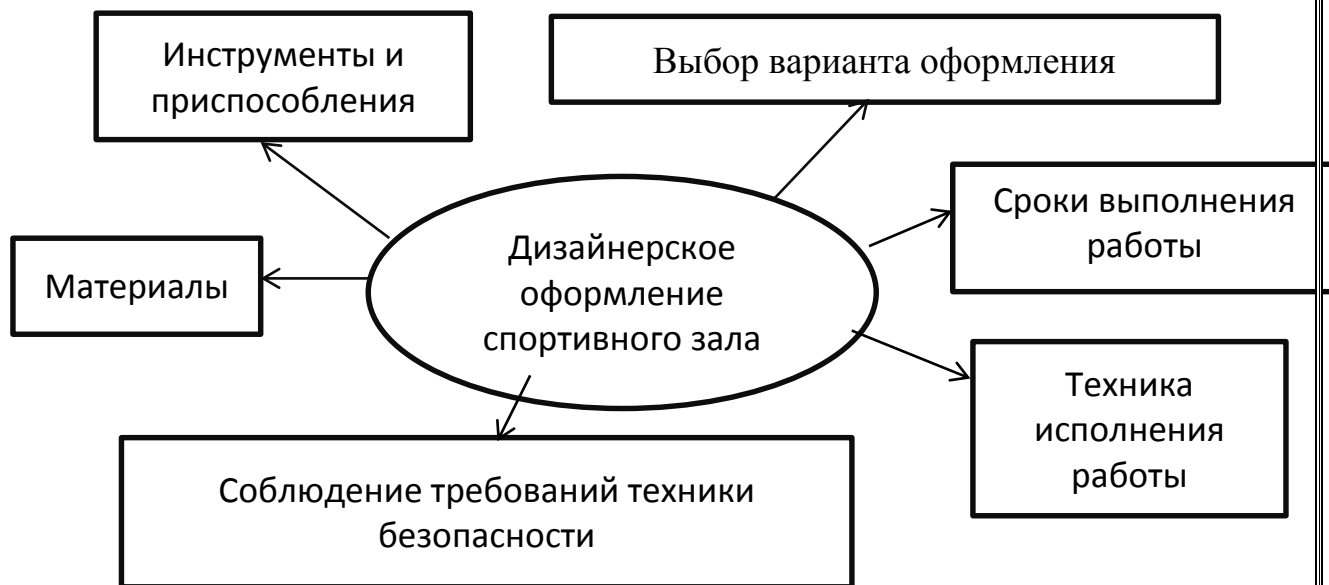 Инструменты и
приспособления
Выбор варианта оформления
Сроки выполнения
работы
Материалы
Дизайнерское
оформление
спортивного зала
Техника
исполнения
работы
Соблюдение требований техники
безопасности